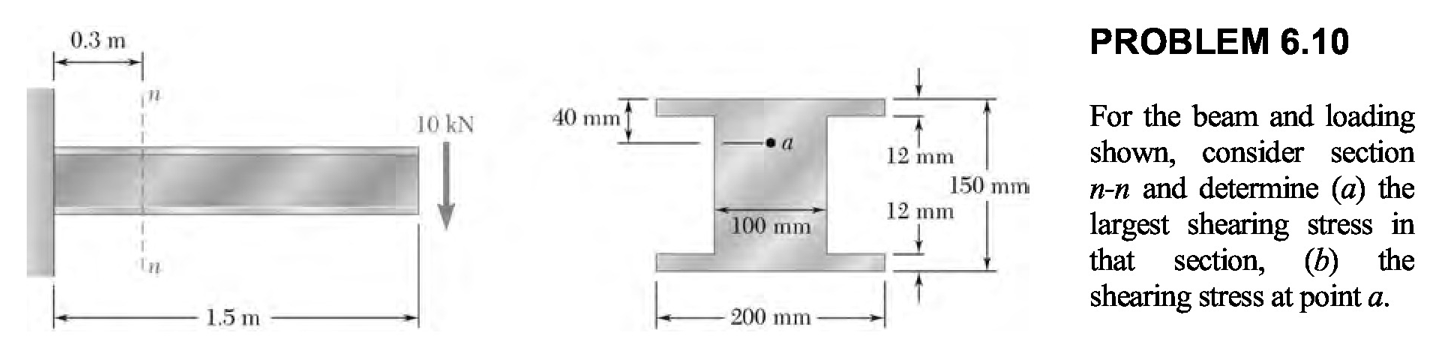 0.3 m
n
10 kN
n
1.5 m
40 mm
a
12 mm
150 mm
12 mm
100 mm
200 mm
PROBLEM 6.10
For the beam and loading
shown, consider section
n-n and determine (a) the
largest shearing stress in
that section, (b) the
shearing stress at point a.